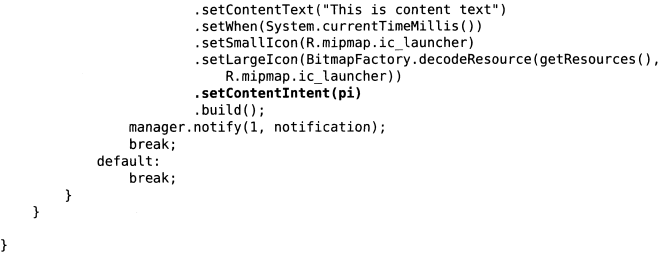 .setContentText("This is content text")
.setWhen(System.currentTimeMillis())
.setSmallIcon(R.mipmap.ic_launcher)
.setLargeIcon(BitmapFactory.decodeResource(getResources(),
R.mipmap.ic_launcher))
.setContentIntent(pi)
.build();
manager.notify(1, notification);
break;
default:
break;
}
}
}